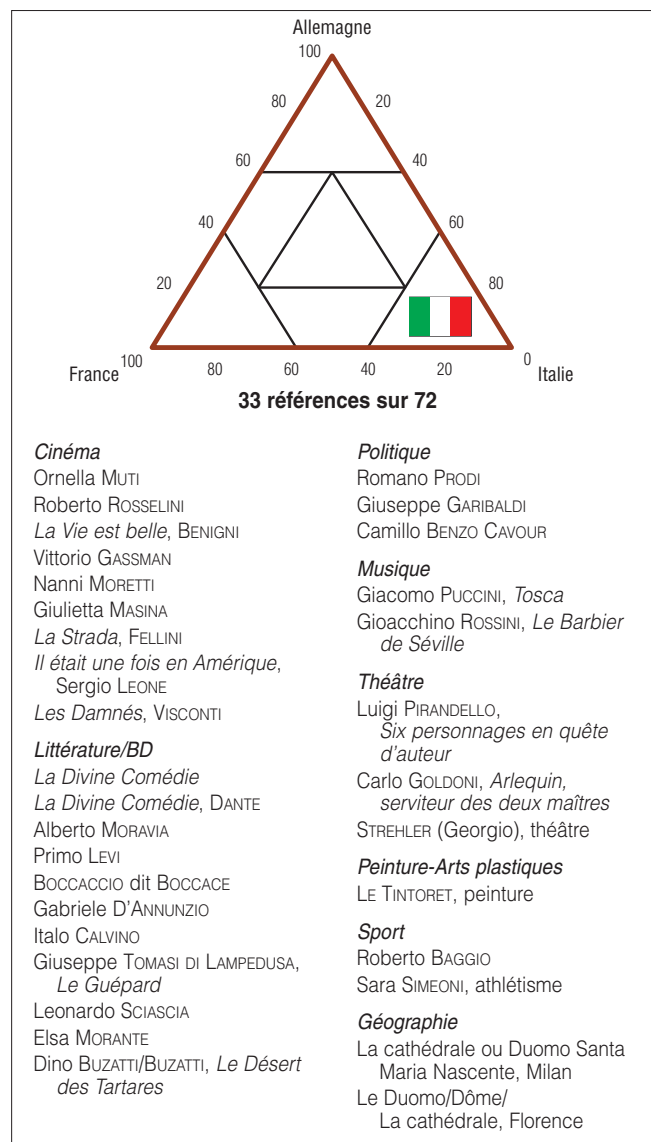 Allemagne
100
80 20
60 40
40 60
20 80
100 80 60 40 20 0
France Italie
33 références sur 72
Cinéma
Ornella MUTI
Roberto ROSSELINI
La Vie est belle, BENIGNI
Vittorio GASSMAN
Nanni MORETTI
Giulietta MASINA
La Strada, FELLINI
Il était une fois en Amérique,
Sergio LEONE
Les Damnés, VISCONTI
Littérature/BD
La Divine Comédie
La Divine Comédie, DANTE
Alberto MORAVIA
Primo LEVI
BOCCACCIO dit BOCCACE
Gabriele D'ANNUNZIO
Italo CALVINO
Giuseppe TOMASI DI LAMPEDUSA,
Le Guépard
Leonardo SCIASCIA
Elsa MORANTE
Dino BUZATTI/BUZATTI, Le Désert
des Tartares
Politique
Romano PRODI
Giuseppe GARIBALDI
Camillo BENZO CAVOUR
Musique
Giacomo PUCCINI, Tosca
Gioacchino ROSSINI, Le Barbier
de Séville
Théâtre
Luigi PIRANDELLO,
Six personnages en quête
d'auteur
Carlo GOLDONI, Arlequin,
serviteur des deux maîtres
STREHLER (Georgio), théâtre
Peinture-Arts plastiques
LE TINTORET, peinture
Sport
Roberto BAGGIO
Sara SIMEONI, athlétisme
Géographie
La cathédrale ou Duomo Santa
Maria Nascente, Milan
Le Duomo/Dôme/
La cathédrale, Florence